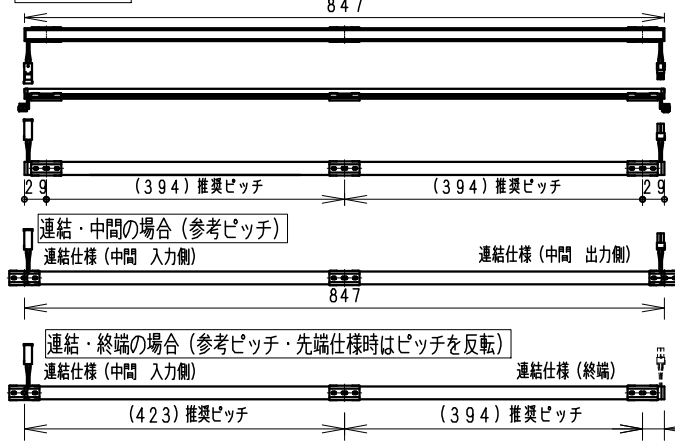 847
29 (394)推奨ピッチ (394)推奨ピッチ 29
連結・中間の場合(参考ピッチ)
連結仕様(中間 入力側) 連結仕様(中間 出力側)
847
連結・終端の場合(参考ピッチ・先端仕様時はピッチを反転)
連結仕様(中間 入力側) 連結仕様(終端)
(423)推奨ピッチ (394)推奨ピッチ